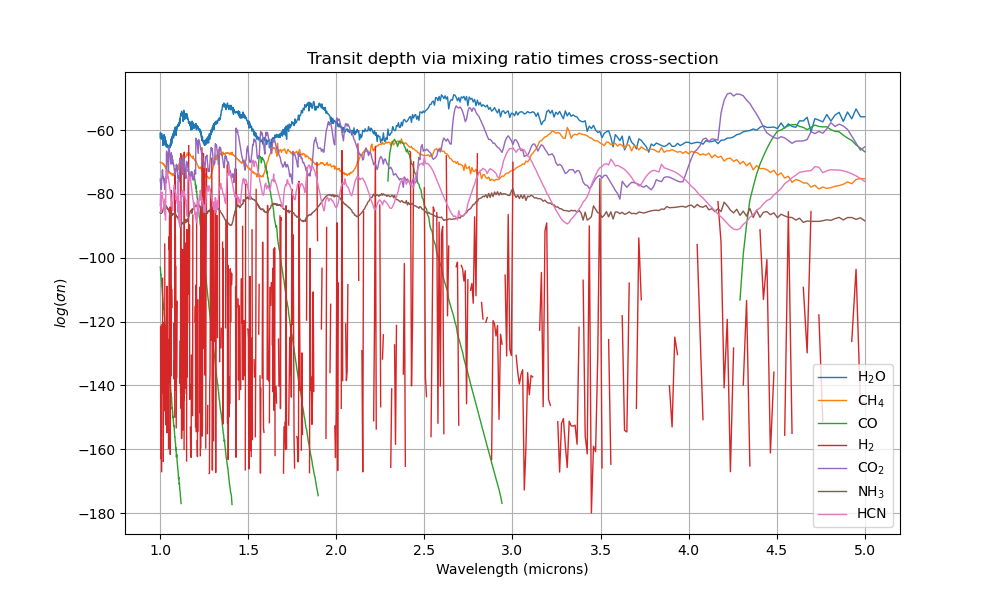 Transit depth via mixing ratio times cross-section
−60
−80
−100
−120
−140
−160
−180
log(σn)
1.0 1.5 2.0 2.5 3.0 3.5 4.0 4.5 5.0
Wavelength (microns)
H₂O
CH₄
CO
H₂
CO₂
NH₃
HCN